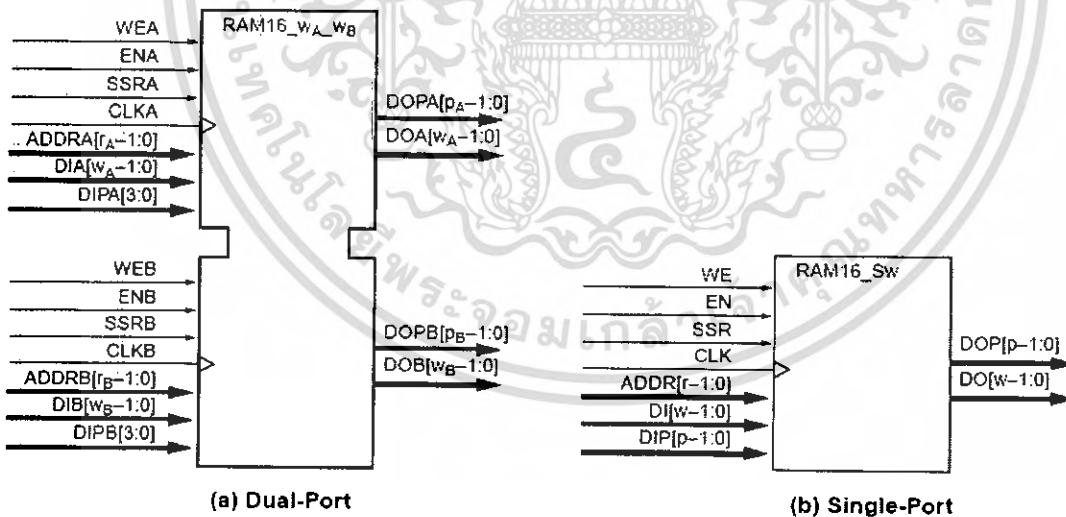 RAM16_wA_wB
WEA
ENA
SSRA
CLKA
ADDRA[rA–1:0]
DIA[wA–1:0]
DIPA[3:0]
DOPA[pA–1:0]
DOA[wA–1:0]
WEB
ENB
SSRB
CLKB
ADDRB[rB–1:0]
DIB[wB–1:0]
DIPB[3:0]
DOPB[pB–1:0]
DOB[wB–1:0]
(a) Dual-Port
RAM16_SW
WE
EN
SSR
CLK
ADDR[r–1:0]
DI[w–1:0]
DIP[p–1:0]
DOP[p–1:0]
DO[w–1:0]
(b) Single-Port